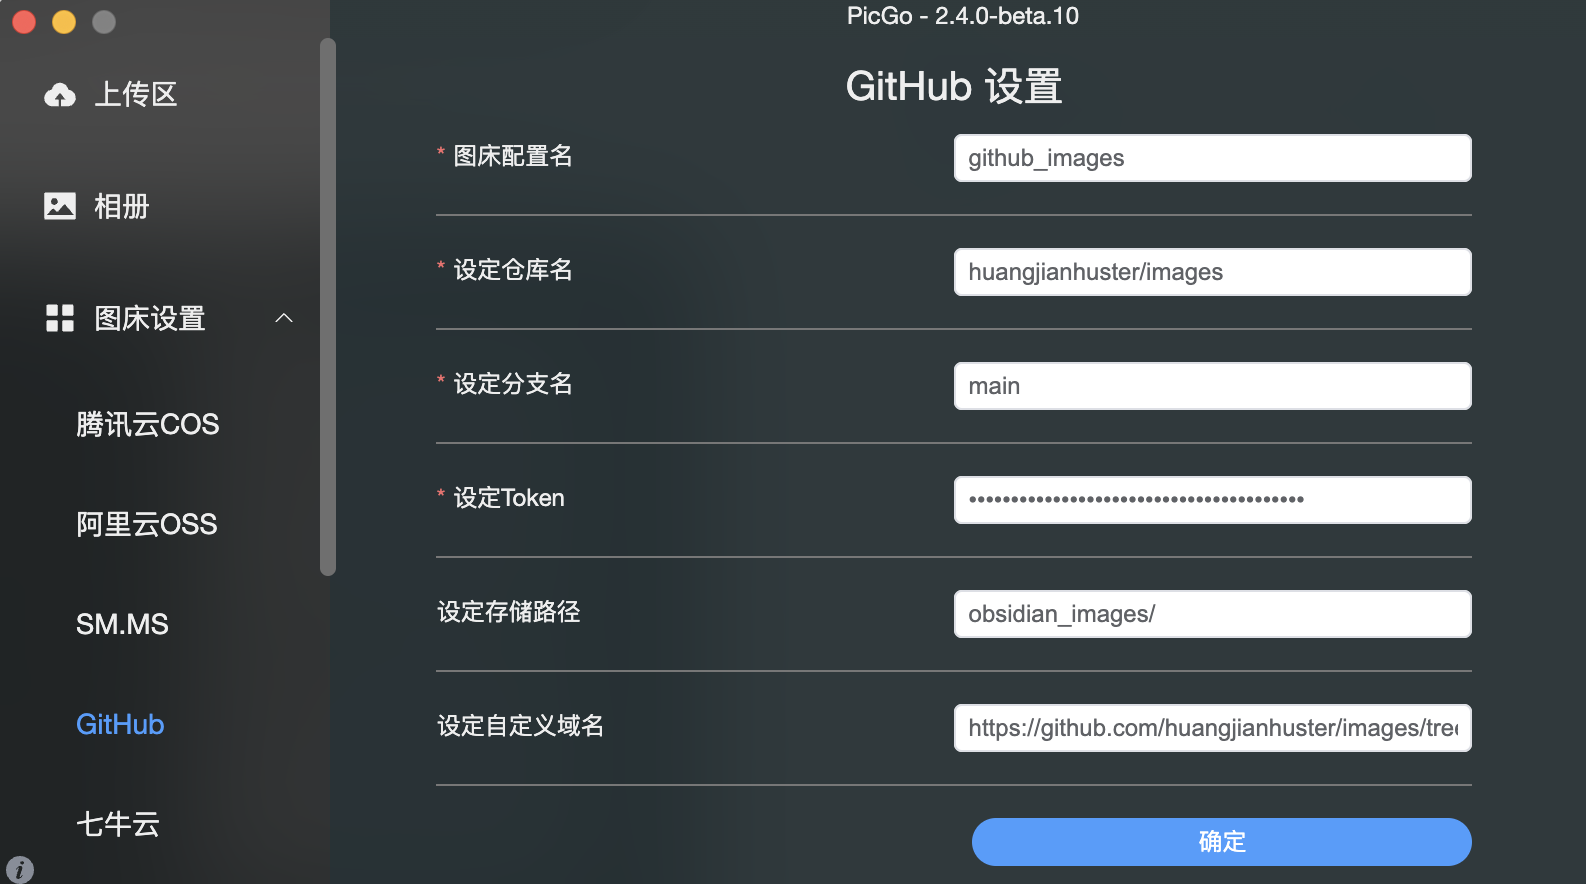 PicGo - 2.4.0-beta.10
上传区
相册
图床设置
腾讯云COS
阿里云OSS
SM.MS
GitHub
七牛云
GitHub 设置
* 图床配置名
github_images
* 设定仓库名
huangjianhuster/images
* 设定分支名
main
* 设定Token
设定存储路径
obsidian_images/
设定自定义域名
https://github.com/huangjianhuster/images/tree
确定